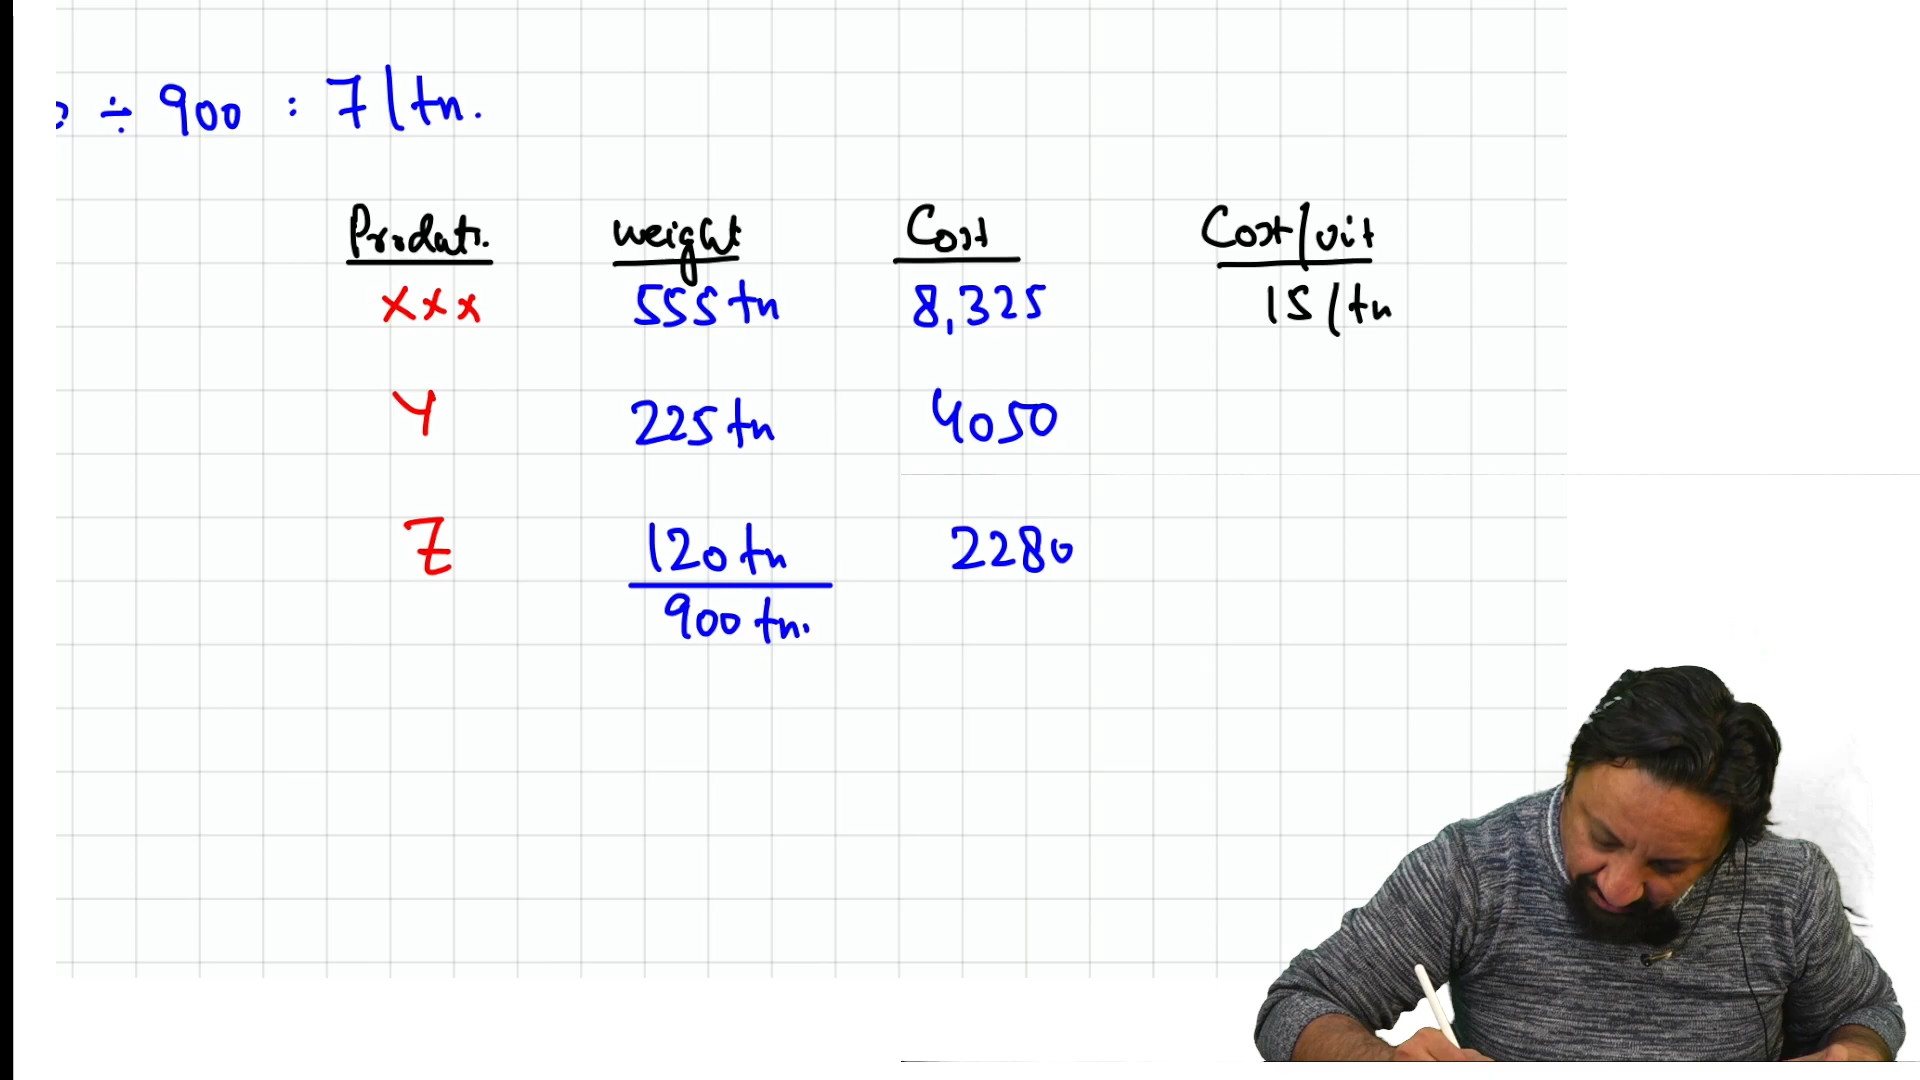 ÷ 900 : 7/tn.
Products. weight Cost Cost/unit
xxx 555 tn 8,325 15/tn
Y 225 tn 4050
Z 120 tn 2280
900 tn.